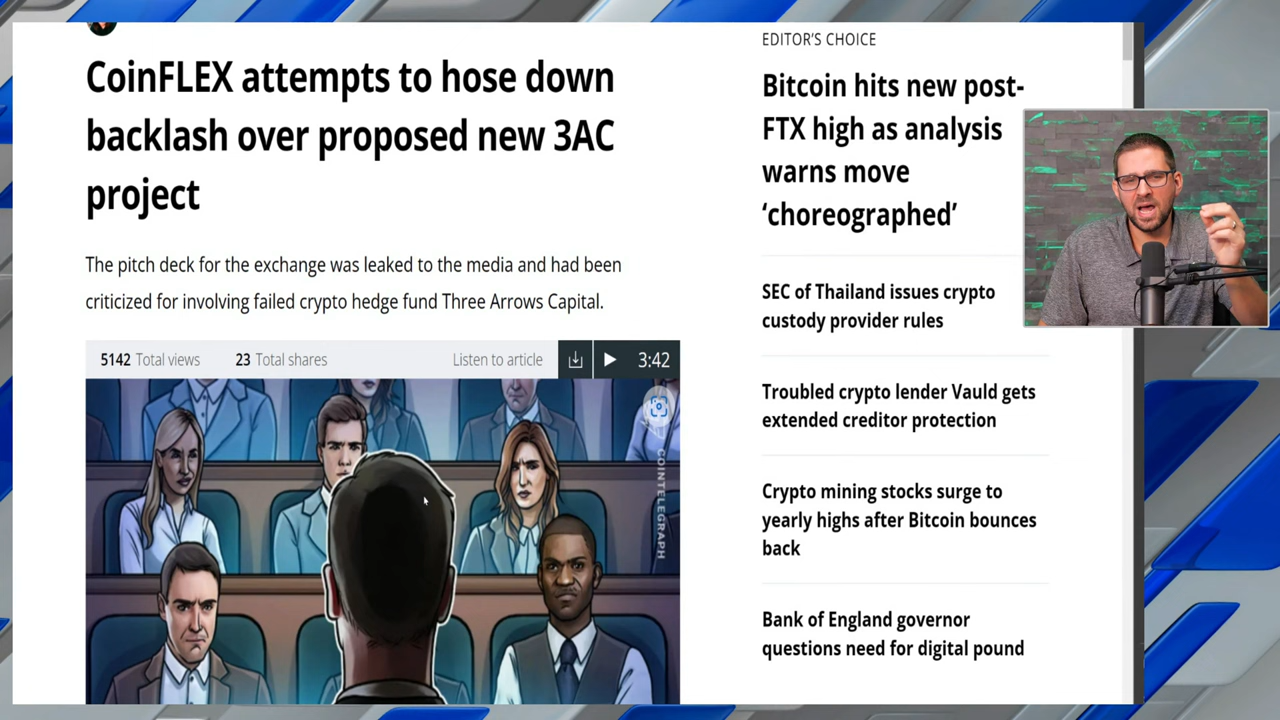 CoinFLEX attempts to hose down
backlash over proposed new 3AC
project
The pitch deck for the exchange was leaked to the media and had been
criticized for involving failed crypto hedge fund Three Arrows Capital.
5142 Total views 23 Total shares Listen to article 3:42
COINTELEGRAPH
EDITOR'S CHOICE
Bitcoin hits new post-
FTX high as analysis
warns move
‘choreographed’
SEC of Thailand issues crypto
custody provider rules
Troubled crypto lender Vauld gets
extended creditor protection
Crypto mining stocks surge to
yearly highs after Bitcoin bounces
back
Bank of England governor
questions need for digital pound